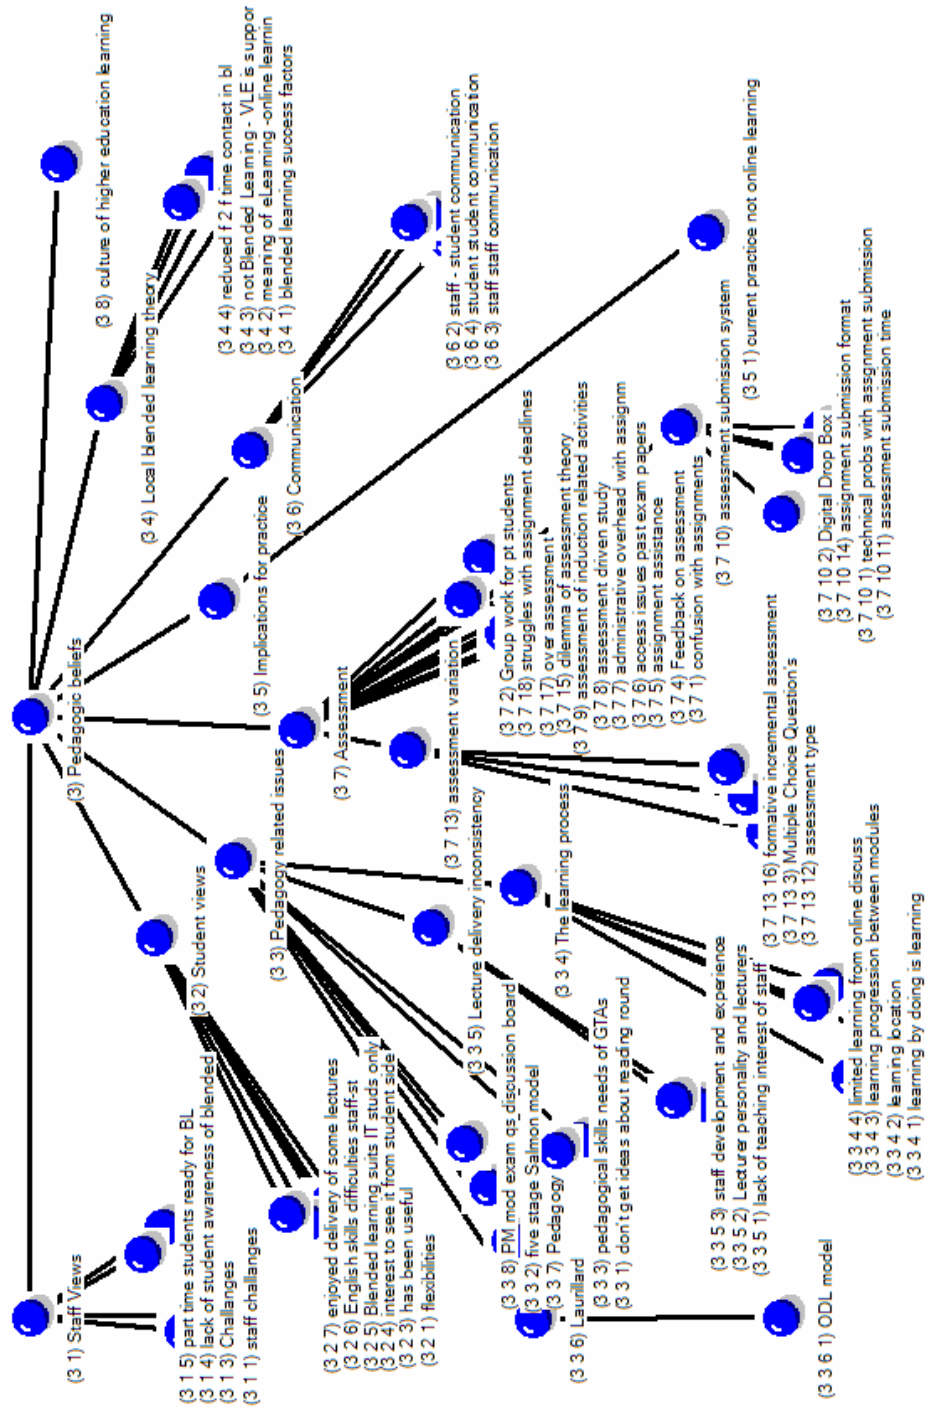 (3) Pedagogic beliefs
(3 1) Staff Views
(3 1 5) part time students ready for BL
(3 1 4) lack of student awareness of blended
(3 1 3) Challanges
(3 1 1) staff challanges
(3 2) Student views
(3 2 7) enjoyed delivery of some lectures
(3 2 6) English skills difficulties staff-st
(3 2 5) Blended learning suits IT studs only
(3 2 4) interest to see it from student side
(3 2 3) has been useful
(3 2 1) flexibilities
(3 3) Pedagogy related issues
(3 3 8) PM mod exam qs_discussion board
(3 3 2) five stage Salmon model
(3 3 7) Pedagogy
(3 3 3) pedagogical skills needs of GTAs
(3 3 1) don't get ideas about reading round
(3 3 6) Laurillard
(3 3 6 1) ODL model
(3 3 5) Lecture delivery inconsistency
(3 3 5 3) staff development and experience
(3 3 5 2) Lecturer personality and lecturers
(3 3 5 1) lack of teaching interest of staff
(3 3 4) The learning process
(3 3 4 4) limited learning from online discuss
(3 3 4 3) learning progression between modules
(3 3 4 2) learning location
(3 3 4 1) learning by doing is learning
(3 7) Assessment
(3 7 13) assessment variation
(3 7 13 16) formative incremental assessment
(3 7 13 3) Multiple Choice Question's
(3 7 13 12) assessment type
(3 7 2) Group work for pt students
(3 7 18) struggles with assignment deadlines
(3 7 17) over assessment
(3 7 15) dilemma of assessment theory
(3 7 9) assessment of induction related activities
(3 7 8) assessment driven study
(3 7 7) administrative overhead with assignm
(3 7 6) access issues past exam papers
(3 7 5) assignment assistance
(3 7 4) Feedback on assessment
(3 7 1) confusion with assignments
(3 7 10) assessment submission system
(3 7 10 2) Digital Drop Box
(3 7 10 14) assignment submission format
(3 7 10 1) technical probs with assgnment submission
(3 7 10 11) assessment submission time
(3 5) Implications for practice
(3 5 1) current practice not online learning
(3 6) Communication
(3 6 2) staff - student communication
(3 6 4) student student communication
(3 6 3) staff staff communication
(3 4) Local blended learning theory
(3 4 4) reduced f 2 f time contact in bl
(3 4 3) not Blended Learning - VLE is suppor
(3 4 2) meaning of eLearning -online learnin
(3 4 1) blended learning success factors
(3 8) culture of higher education learning